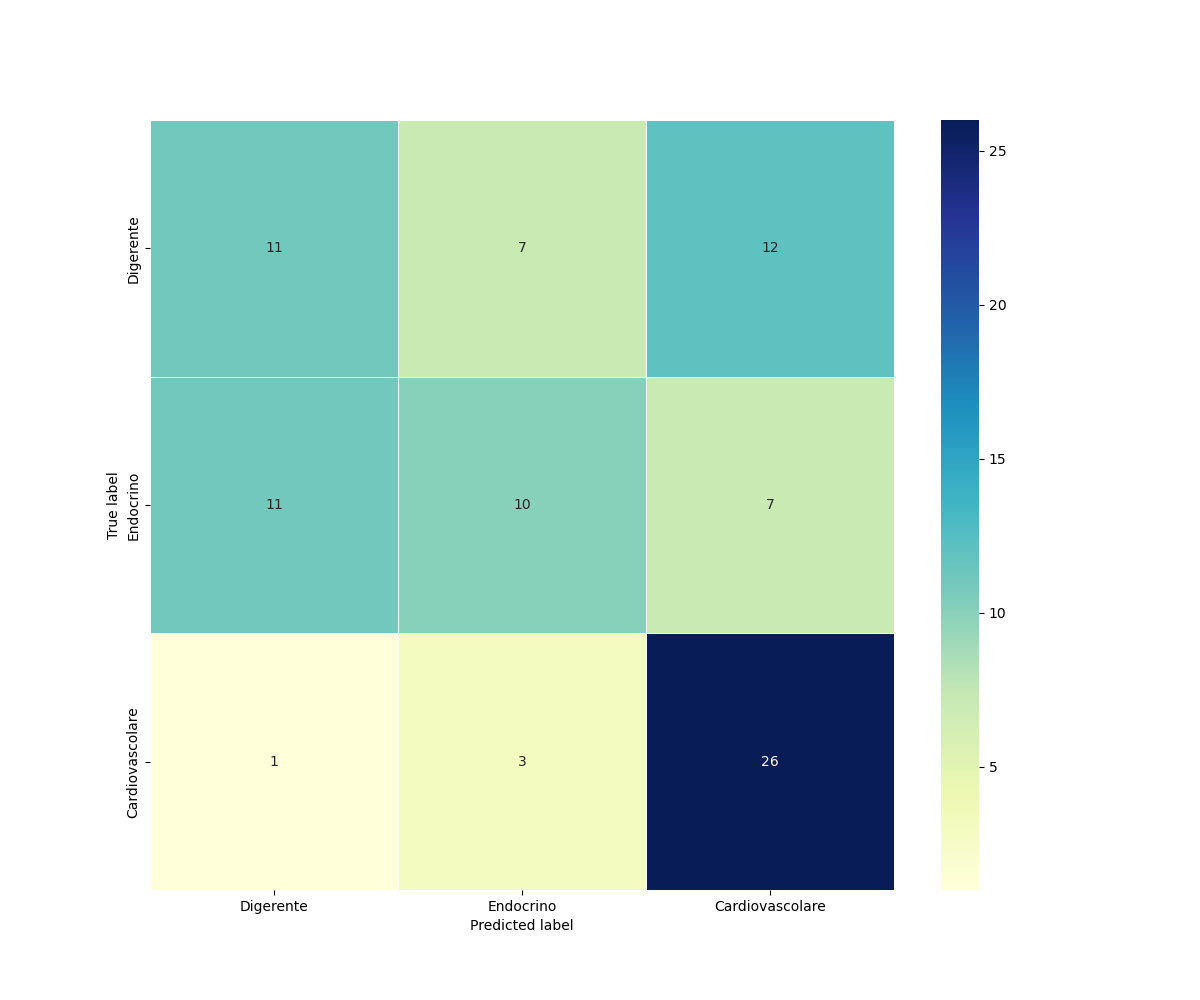 True label
Digerente
11 7 12
Endocrino
11 10 7
Cardiovascolare
1 3 26
Digerente Endocrino Cardiovascolare
Predicted label
25
20
15
10
5